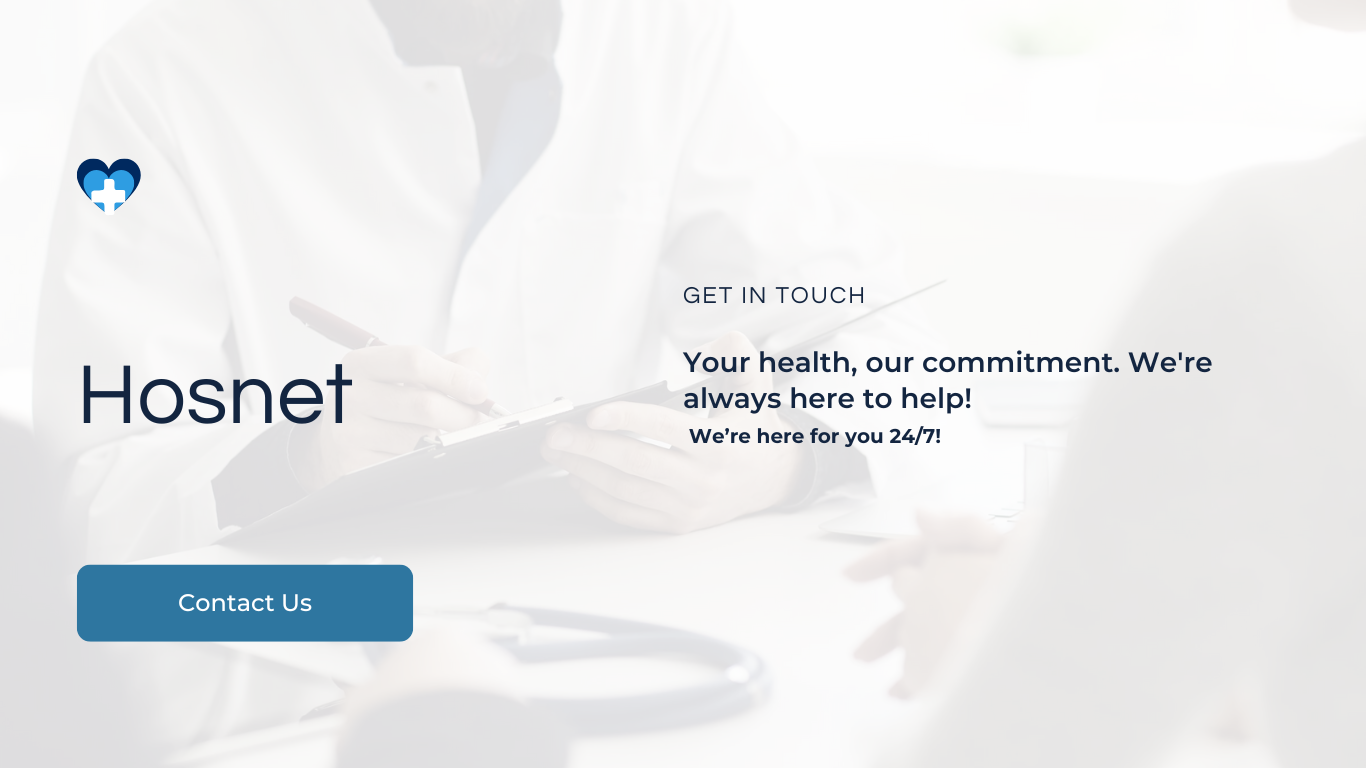 Hosnet
Contact Us
GET IN TOUCH
Your health, our commitment. We're
always here to help!
We’re here for you 24/7!